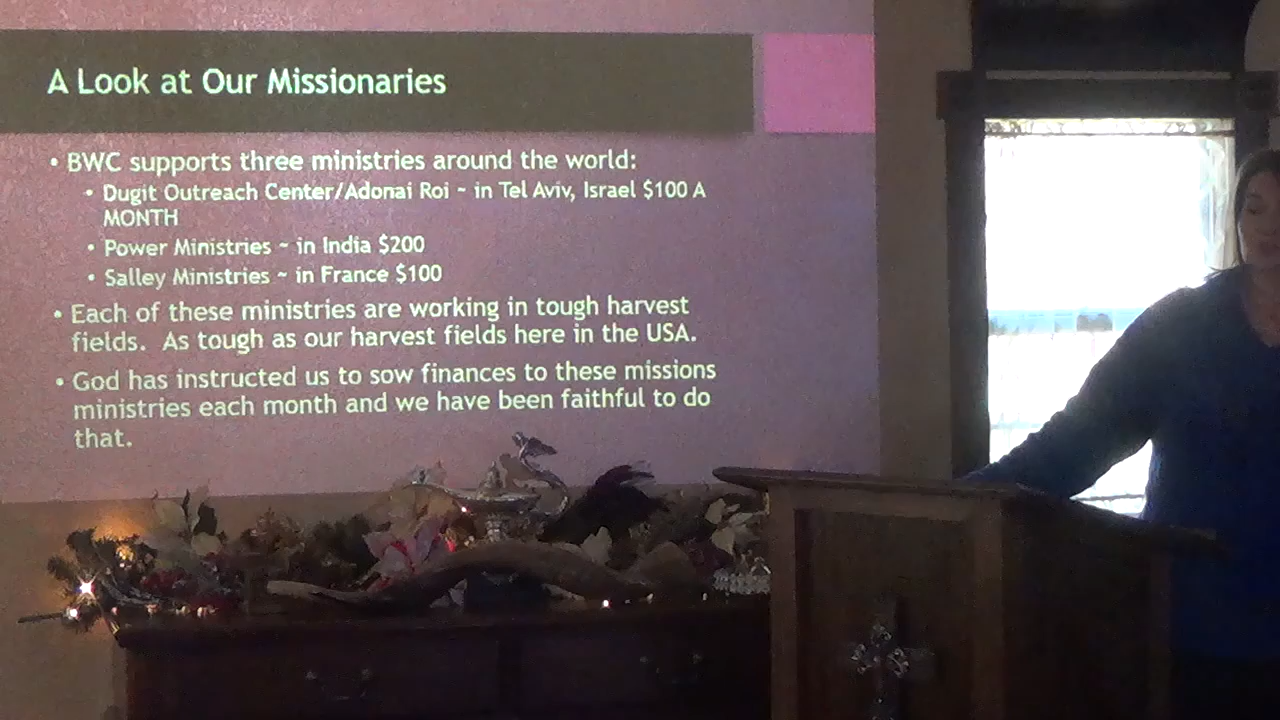 A Look at Our Missionaries
• BWC supports three ministries around the world:
• Dugit Outreach Center/Adonai Roi ~ in Tel Aviv, Israel $100 A
MONTH
• Power Ministries ~ in India $200
• Salley Ministries ~ in France $100
• Each of these ministries are working in tough harvest
fields.  As tough as our harvest fields here in the USA.
• God has instructed us to sow finances to these missions
ministries each month and we have been faithful to do
that.